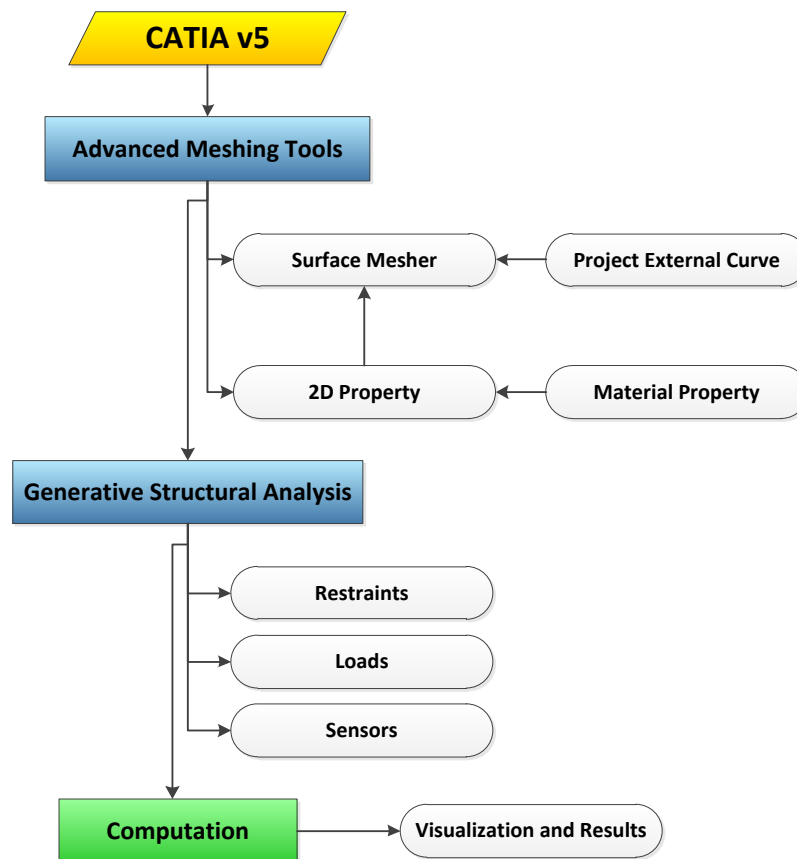 CATIA v5
Advanced Meshing Tools
Surface Mesher
Project External Curve
2D Property
Material Property
Generative Structural Analysis
Restraints
Loads
Sensors
Computation
Visualization and Results